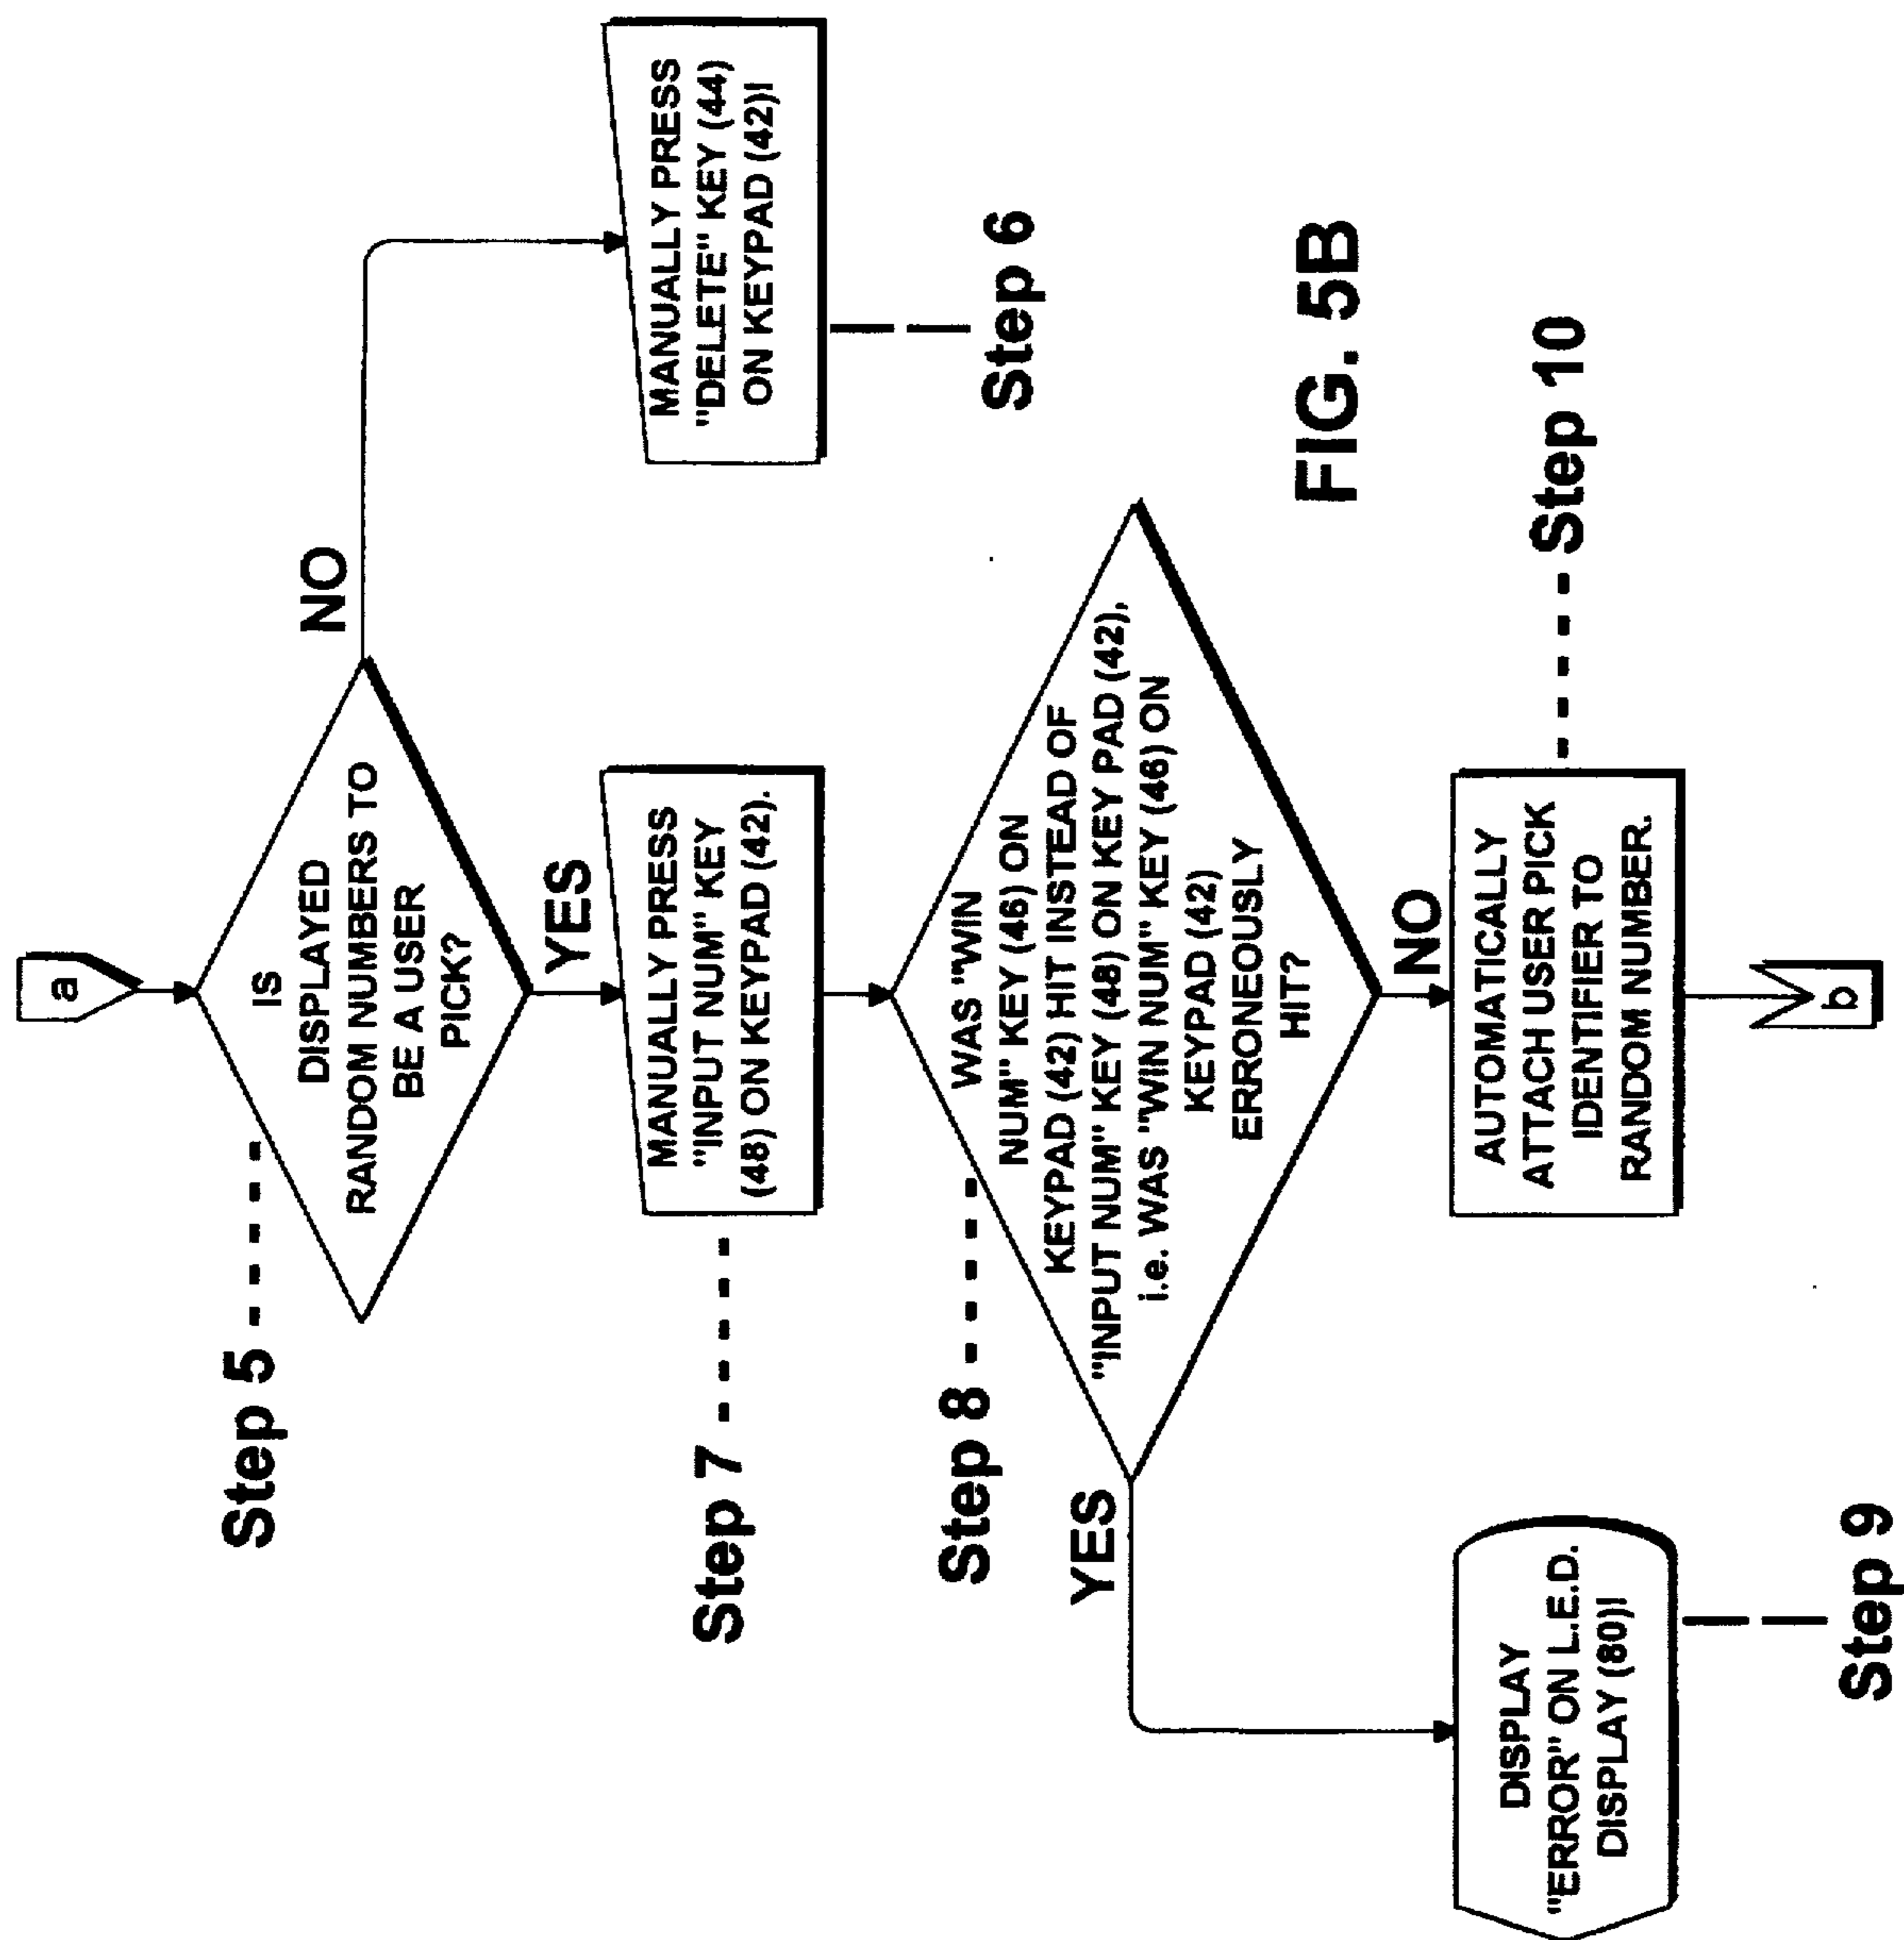 a
Step 5
IS
DISPLAYED
RANDOM NUMBERS TO
BE A USER
PICK?
NO
YES
MANUALLY PRESS
"DELETE" KEY (44)
ON KEYPAD (42)!
Step 6
Step 7
MANUALLY PRESS
"INPUT NUM" KEY
(48) ON KEYPAD (42).
Step 8
WAS "WIN
NUM" KEY (46) ON
KEYPAD (42) HIT INSTEAD OF
"INPUT NUM" KEY (48) ON KEY PAD (42),
i.e. WAS "WIN NUM" KEY (46) ON
KEYPAD (42)
ERRONEOUSLY
HIT?
YES
NO
DISPLAY
"ERROR" ON L.E.D.
DISPLAY (80)!
Step 9
AUTOMATICALLY
ATTACH USER PICK
IDENTIFIER TO
RANDOM NUMBER.
Step 10
b
FIG. 5B